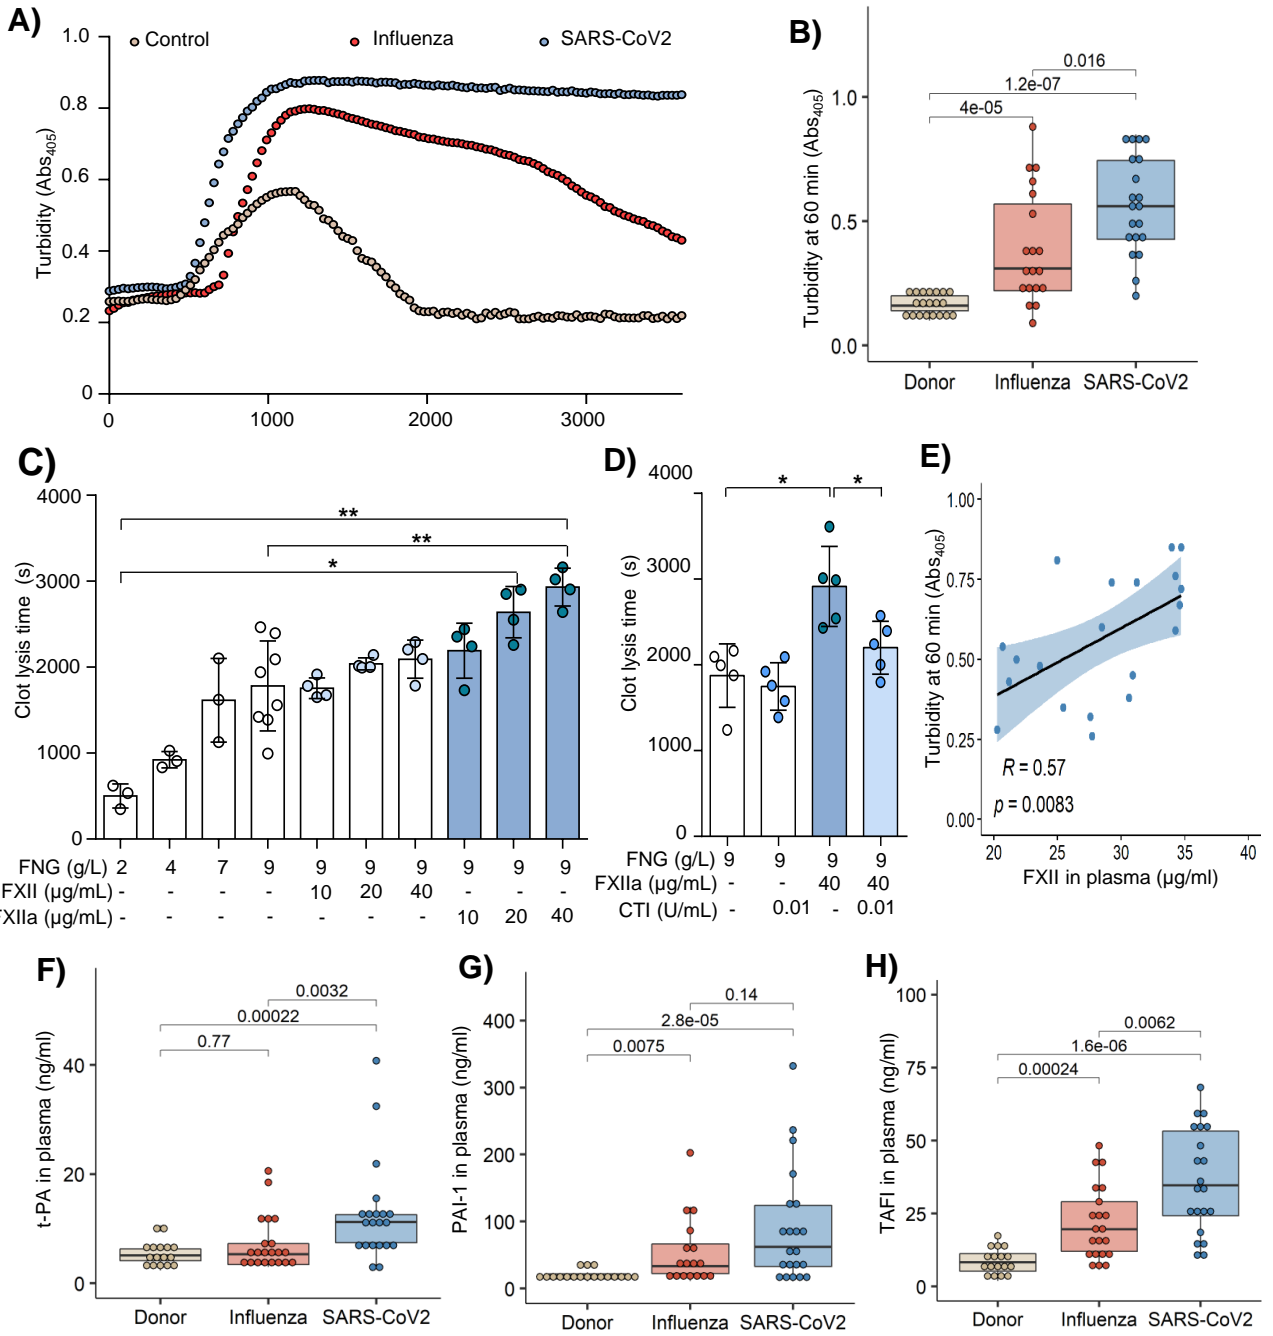 A)
Control
Influenza
SARS-CoV2
Turbidity (Abs405)
1.0
0.8
0.6
0.4
0.2
0
0
1000
2000
3000
B)
Turbidity at 60 min (Abs405)
1.0
0.5
0.0
0.016
1.2e-07
4e-05
Donor
Influenza
SARS-CoV2
C)
Clot lysis time (s)
4000
3000
2000
1000
0
**
**
*
FNG (g/L) 2 4 7 9 9 9 9 9 9 9
FXII (µg/mL) - - - - 10 20 40 - - -
FXIIa (µg/mL) - - - - - - - 10 20 40
D)
Clot lysis time (s)
4000
3000
2000
1000
0
* *
FNG (g/L) 9 9 9 9
FXIIa (µg/mL) - - 40 40
CTI (U/mL) - 0.01 - 0.01
E)
Turbidity at 60 min (Abs405)
1.00
0.75
0.50
0.25
0.00
R = 0.57
p = 0.0083
20 25 30 35 40
FXII in plasma (µg/ml)
F)
t-PA in plasma (ng/ml)
40
20
0
0.0032
0.00022
0.77
Donor
Influenza
SARS-CoV2
G)
PAI-1 in plasma (ng/ml)
400
300
200
100
0
0.14
2.8e-05
0.0075
Donor
Influenza
SARS-CoV2
H)
TAFI in plasma (ng/ml)
100
75
50
25
0
0.0062
1.6e-06
0.00024
Donor
Influenza
SARS-CoV2